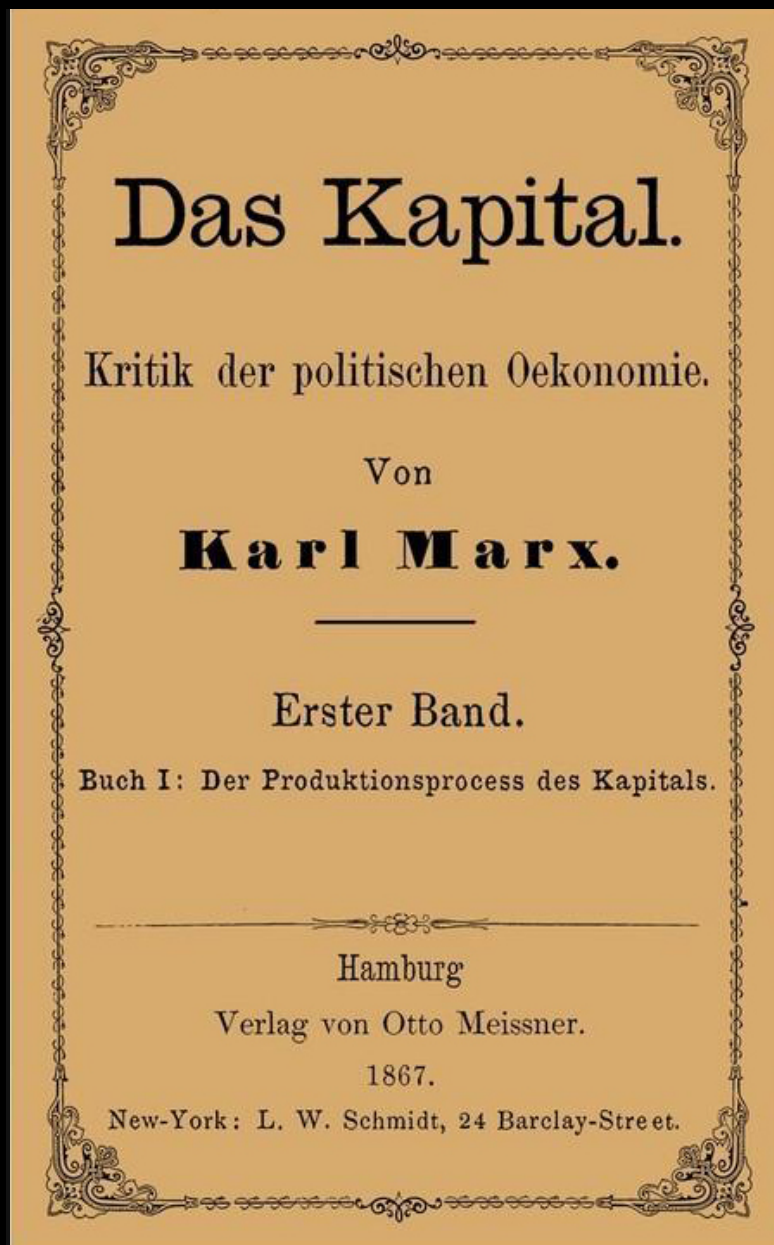 Das Kapital.
Kritik der politischen Oekonomie.
Von
Karl Marx.
Erster Band.
Buch I: Der Produktionsprocess des Kapitals.
Hamburg
Verlag von Otto Meissner.
1867.
New-York: L. W. Schmidt, 24 Barclay-Street.